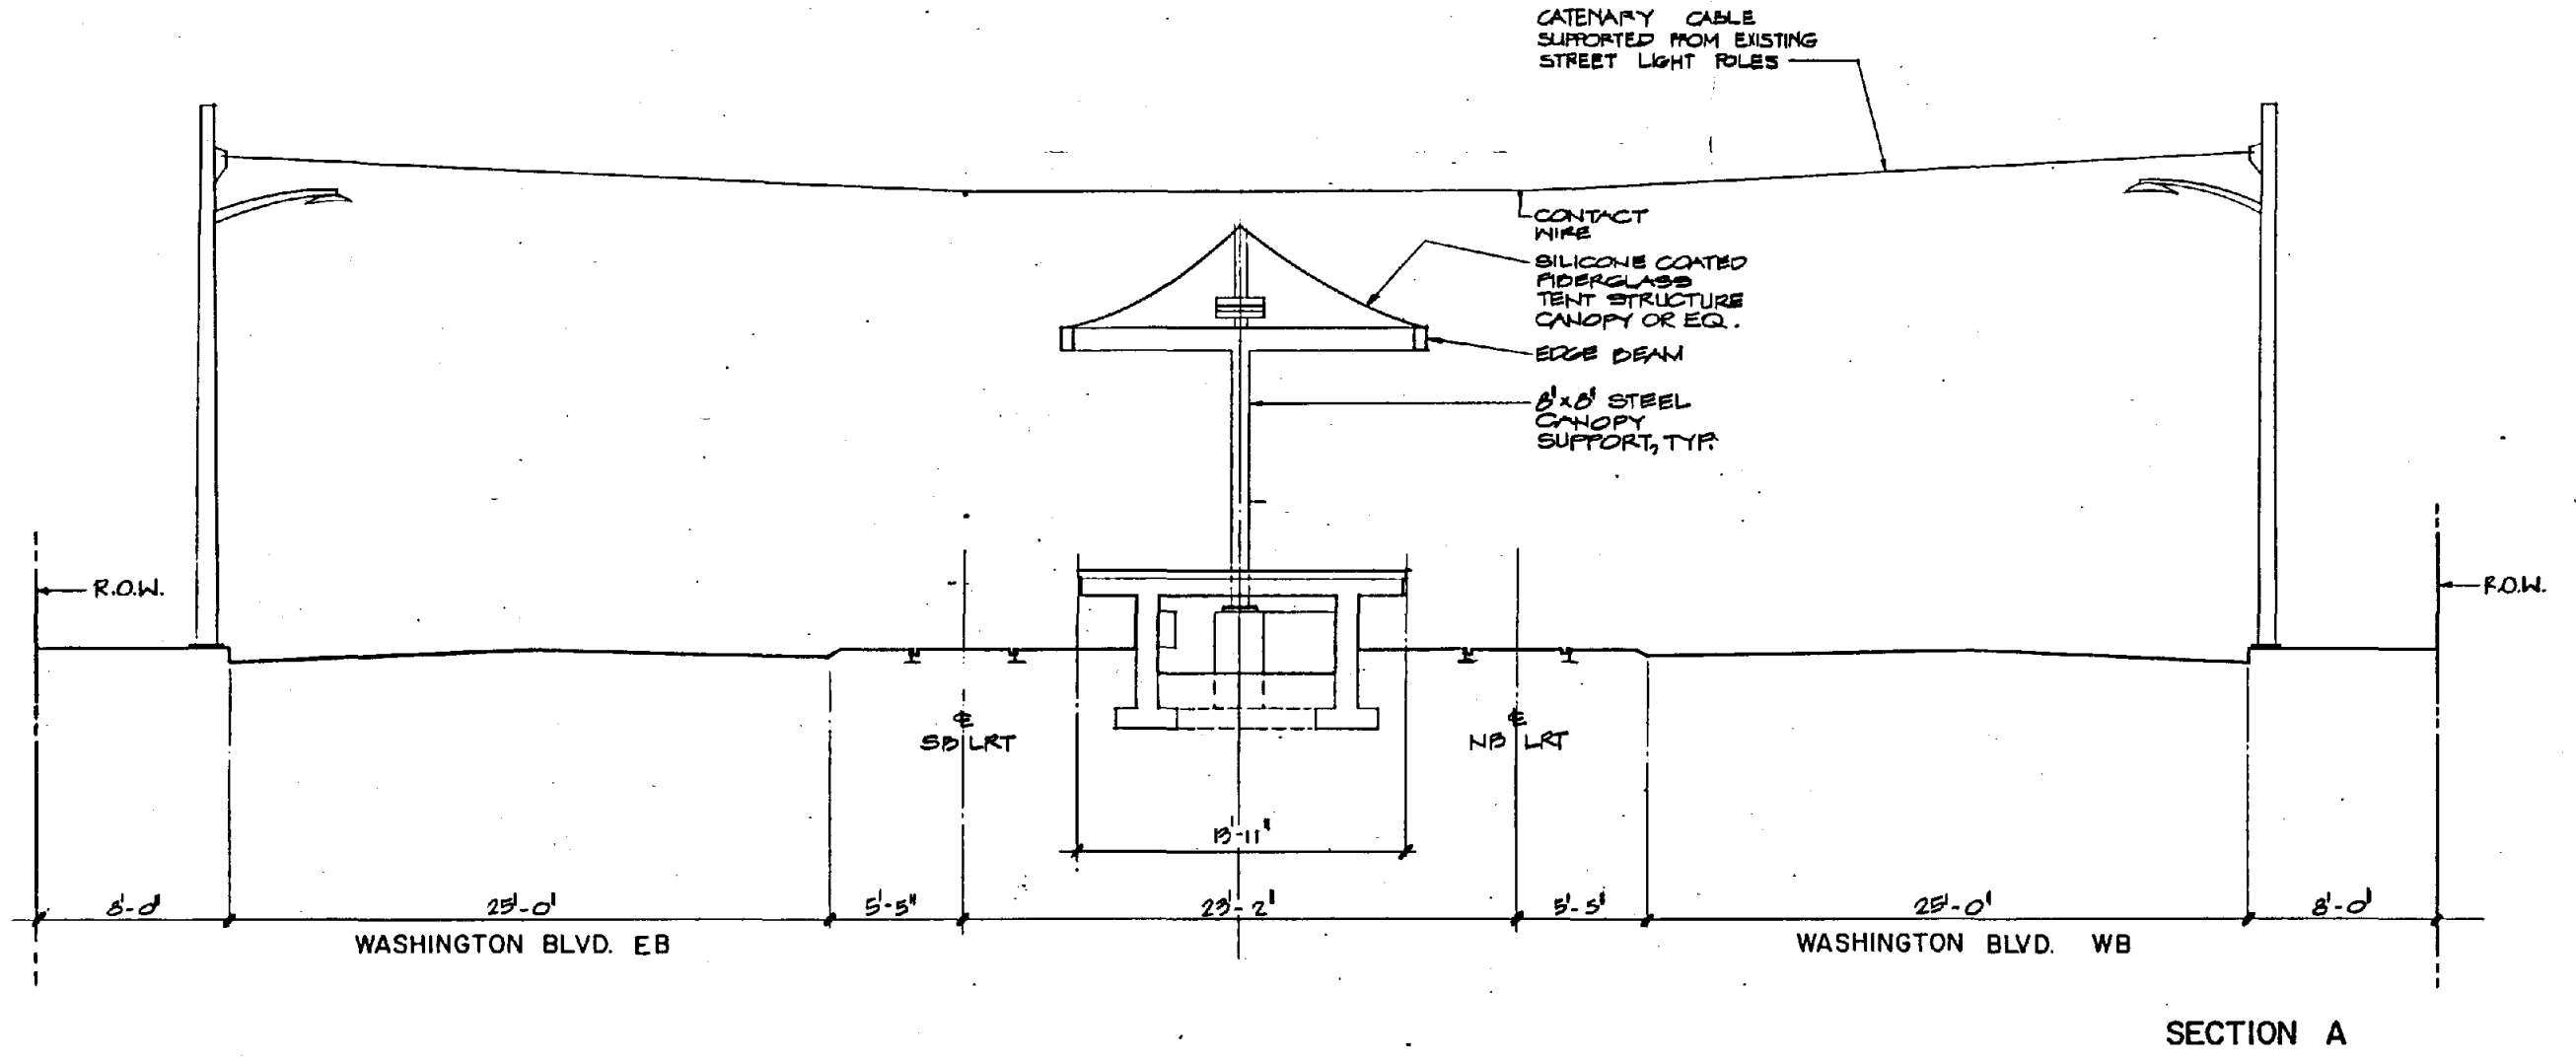 CATENARY CABLE
SUPPORTED FROM EXISTING
STREET LIGHT POLES
CONTACT
WIRE
SILICONE COATED
FIBERGLASS
TENT STRUCTURE
CANOPY OR EQ.
EDGE BEAM
8"x8" STEEL
CANOPY
SUPPORT, TYP.
R.O.W.
R.O.W.
℄
SB LRT
℄
NB LRT
13'-11"
8'-0"
25'-0"
5'-5"
23'-2"
5'-5"
25'-0"
8'-0"
WASHINGTON BLVD. EB
WASHINGTON BLVD. WB
SECTION A